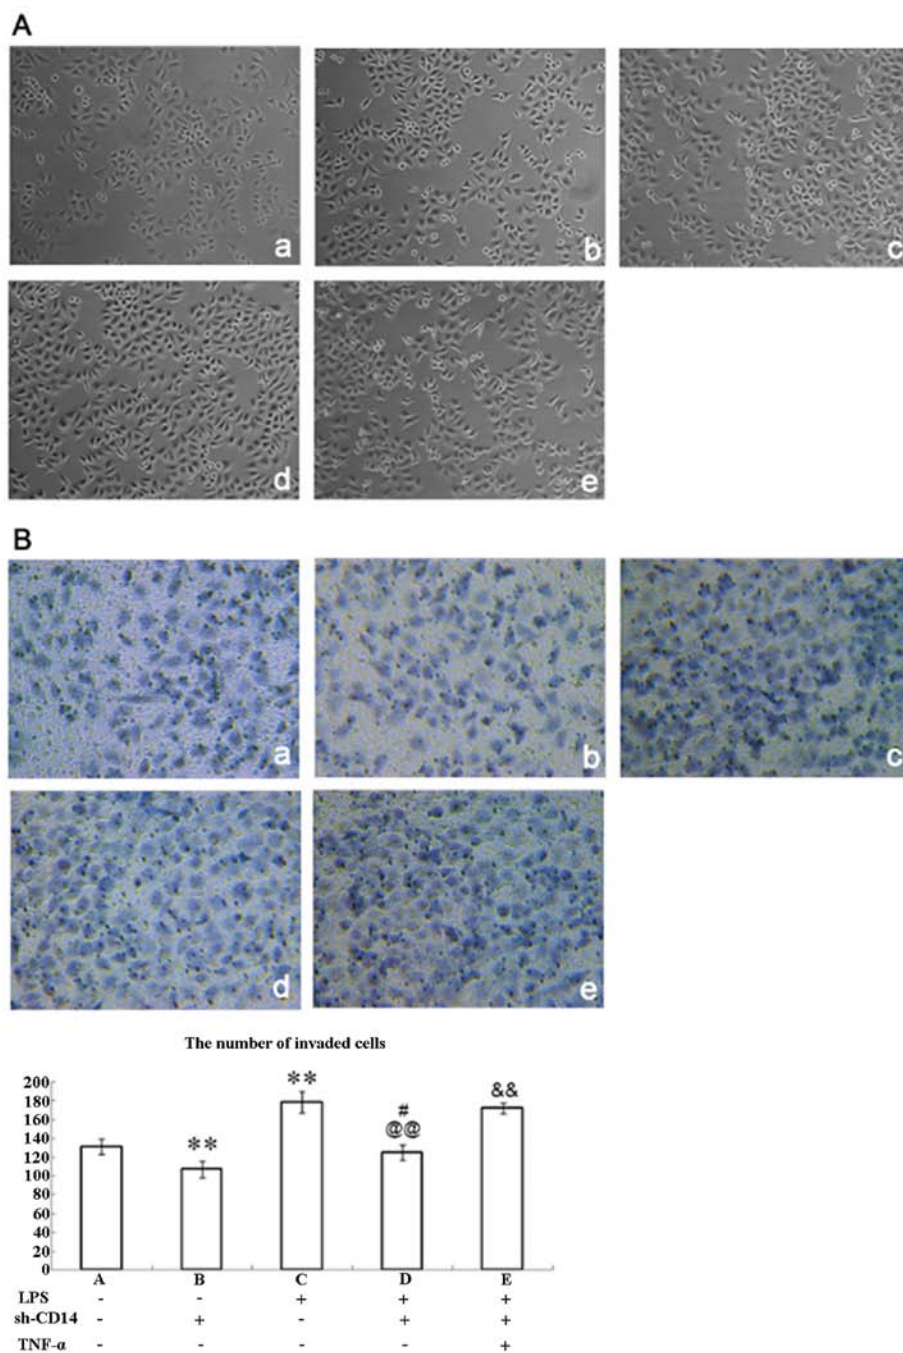 A
a
b
c
d
e
B
a
b
c
d
e
The number of invaded cells
200
180
160
140
120
100
80
60
40
20
0
**
**
#
@@
&&
A B C D E
LPS - - + + +
sh-CD14 - + - + +
TNF-α - - - - +